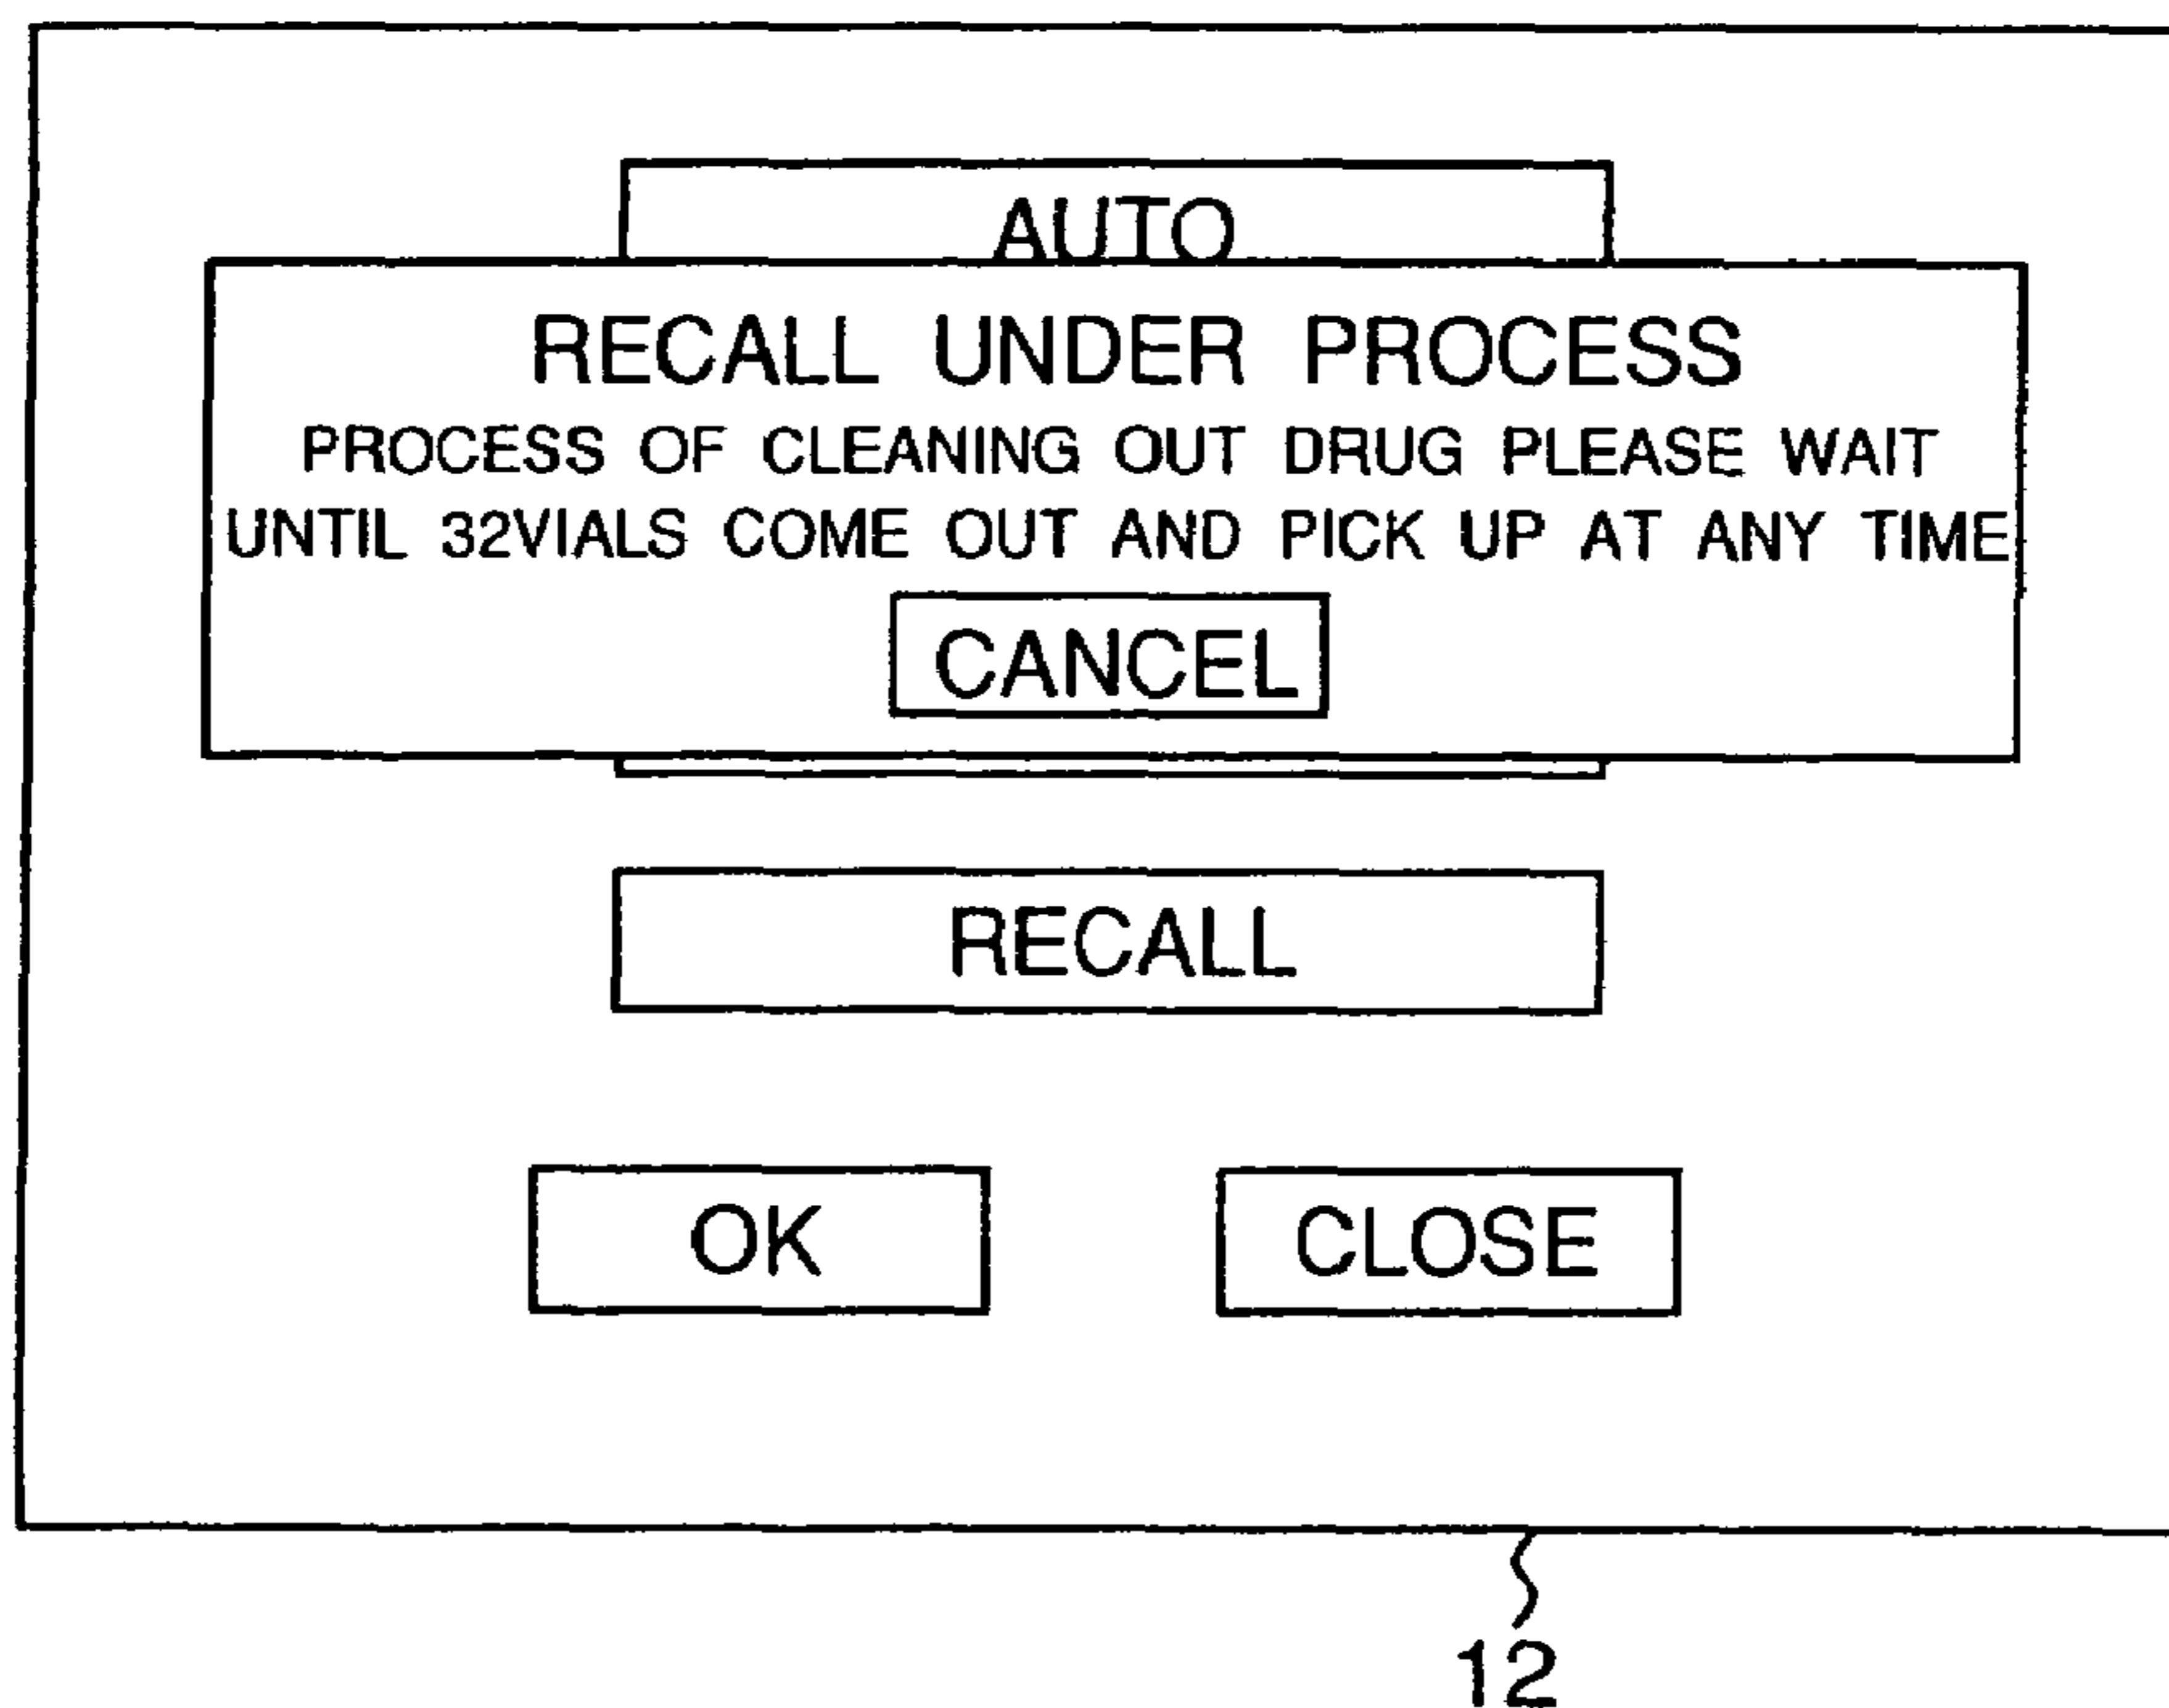 AUTO
RECALL UNDER PROCESS
PROCESS OF CLEANING OUT DRUG PLEASE WAIT
UNTIL 32VIALS COME OUT AND PICK UP AT ANY TIME
CANCEL
RECALL
OK CLOSE
12